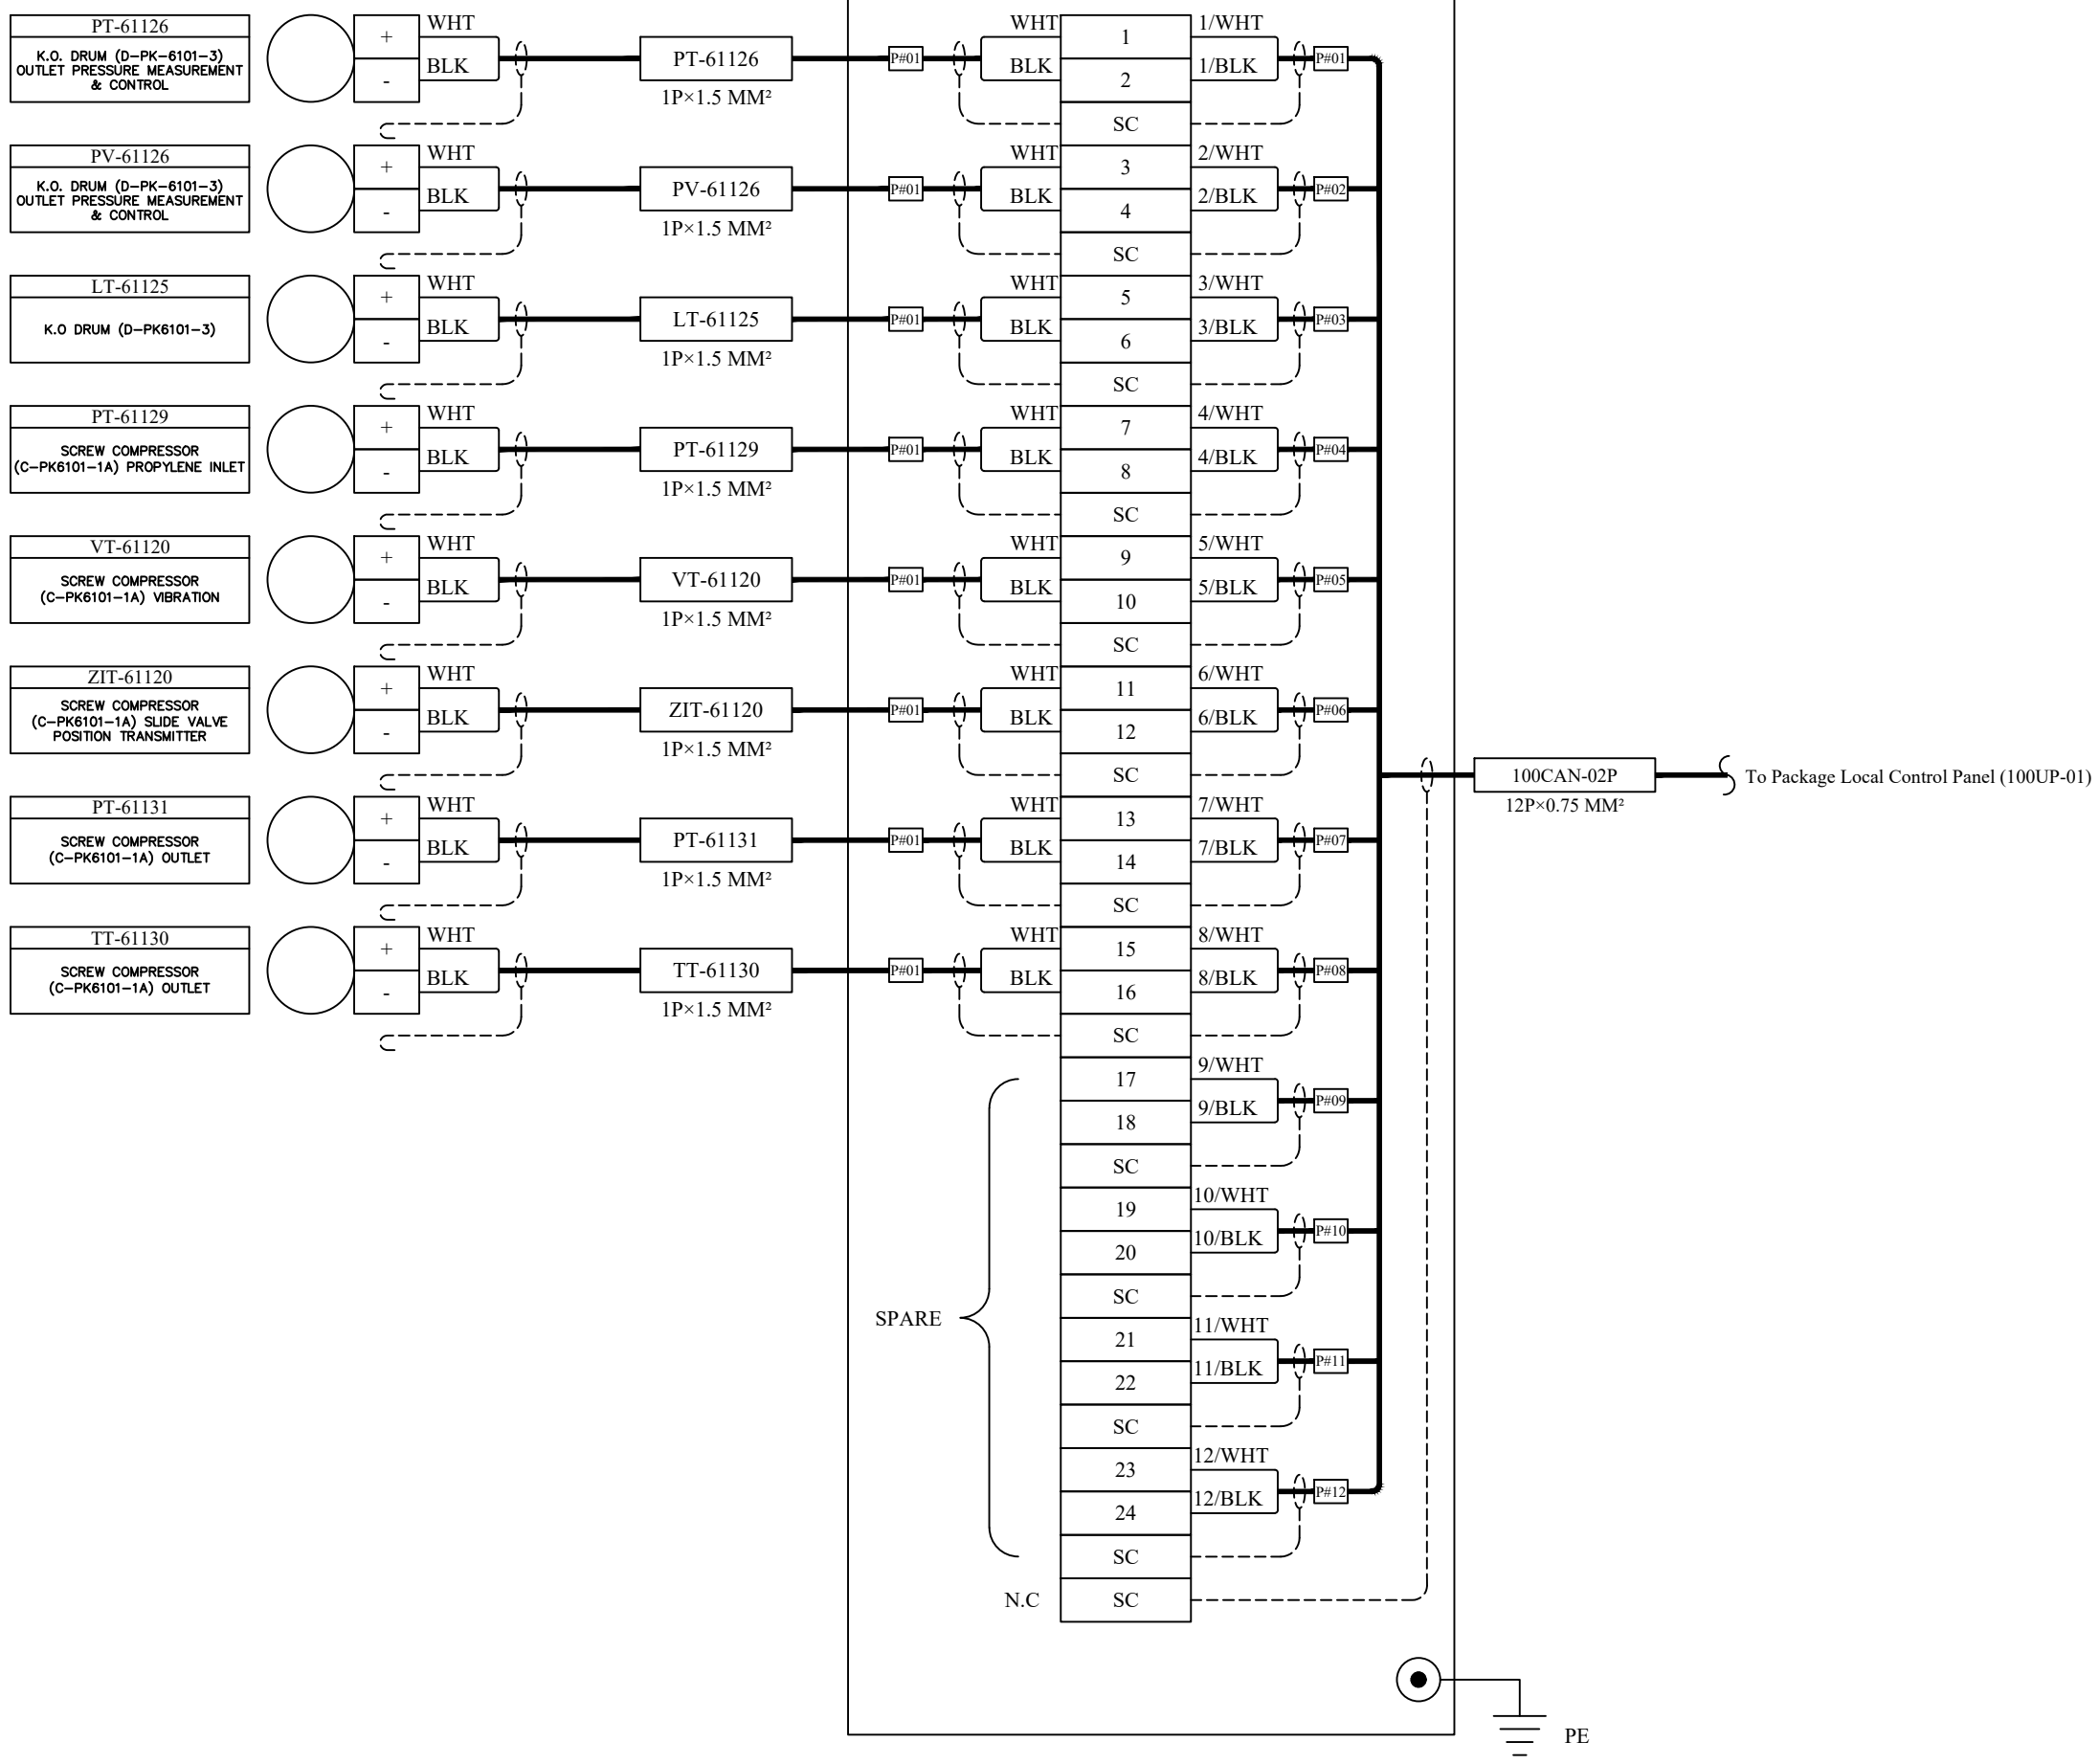 PT-61126
K.O. DRUM (D-PK-6101-3)
OUTLET PRESSURE MEASUREMENT
& CONTROL
+
-
WHT
BLK
PT-61126
1P×1.5 MM²
P#01
WHT
BLK
1
2
SC
1/WHT
1/BLK
P#01
PV-61126
K.O. DRUM (D-PK-6101-3)
OUTLET PRESSURE MEASUREMENT
& CONTROL
+
-
WHT
BLK
PV-61126
1P×1.5 MM²
P#01
WHT
BLK
3
4
SC
2/WHT
2/BLK
P#02
LT-61125
K.O DRUM (D-PK6101-3)
+
-
WHT
BLK
LT-61125
1P×1.5 MM²
P#01
WHT
BLK
5
6
SC
3/WHT
3/BLK
P#03
PT-61129
SCREW COMPRESSOR
(C-PK6101-1A) PROPYLENE INLET
+
-
WHT
BLK
PT-61129
1P×1.5 MM²
P#01
WHT
BLK
7
8
SC
4/WHT
4/BLK
P#04
VT-61120
SCREW COMPRESSOR
(C-PK6101-1A) VIBRATION
+
-
WHT
BLK
VT-61120
1P×1.5 MM²
P#01
WHT
BLK
9
10
SC
5/WHT
5/BLK
P#05
ZIT-61120
SCREW COMPRESSOR
(C-PK6101-1A) SLIDE VALVE
POSITION TRANSMITTER
+
-
WHT
BLK
ZIT-61120
1P×1.5 MM²
P#01
WHT
BLK
11
12
SC
6/WHT
6/BLK
P#06
100CAN-02P
12P×0.75 MM²
To Package Local Control Panel (100UP-01)
PT-61131
SCREW COMPRESSOR
(C-PK6101-1A) OUTLET
+
-
WHT
BLK
PT-61131
1P×1.5 MM²
P#01
WHT
BLK
13
14
SC
7/WHT
7/BLK
P#07
TT-61130
SCREW COMPRESSOR
(C-PK6101-1A) OUTLET
+
-
WHT
BLK
TT-61130
1P×1.5 MM²
P#01
WHT
BLK
15
16
SC
8/WHT
8/BLK
P#08
SPARE
17
18
SC
9/WHT
9/BLK
P#09
19
20
SC
10/WHT
10/BLK
P#10
21
22
SC
11/WHT
11/BLK
P#11
23
24
SC
12/WHT
12/BLK
P#12
N.C
SC
PE